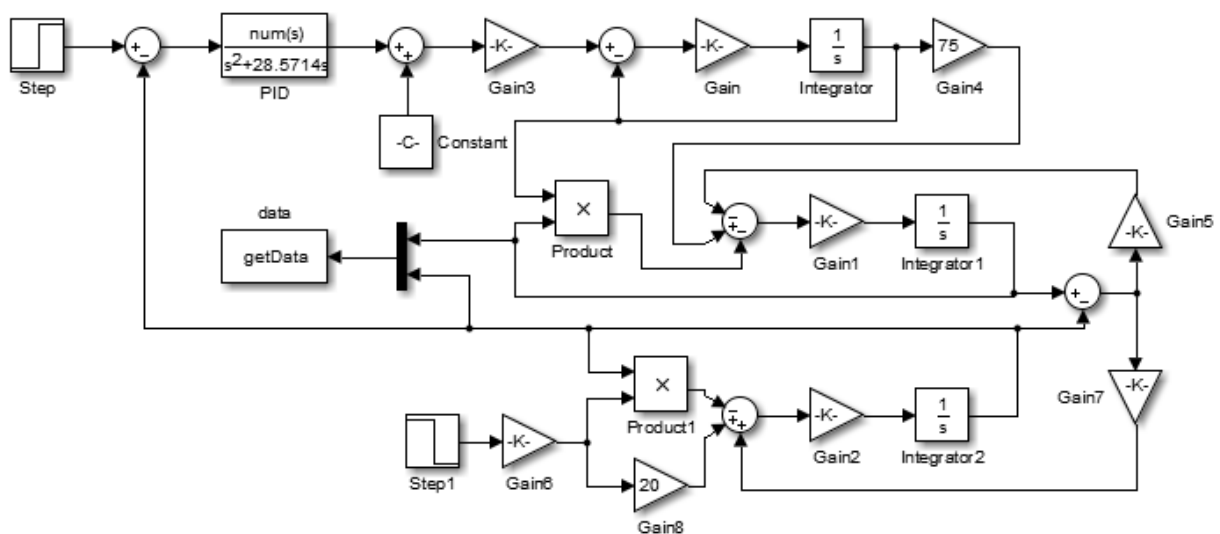 Step
num(s)
s²+28.5714s
PID
-C-
Constant
-K-
Gain3
-K-
Gain
1
s
Integrator
75
Gain4
data
getData
×
Product
-K-
Gain1
1
s
Integrator1
-K-
Gain5
Step1
-K-
Gain6
×
Product1
20
Gain8
-K-
Gain2
1
s
Integrator2
-K-
Gain7